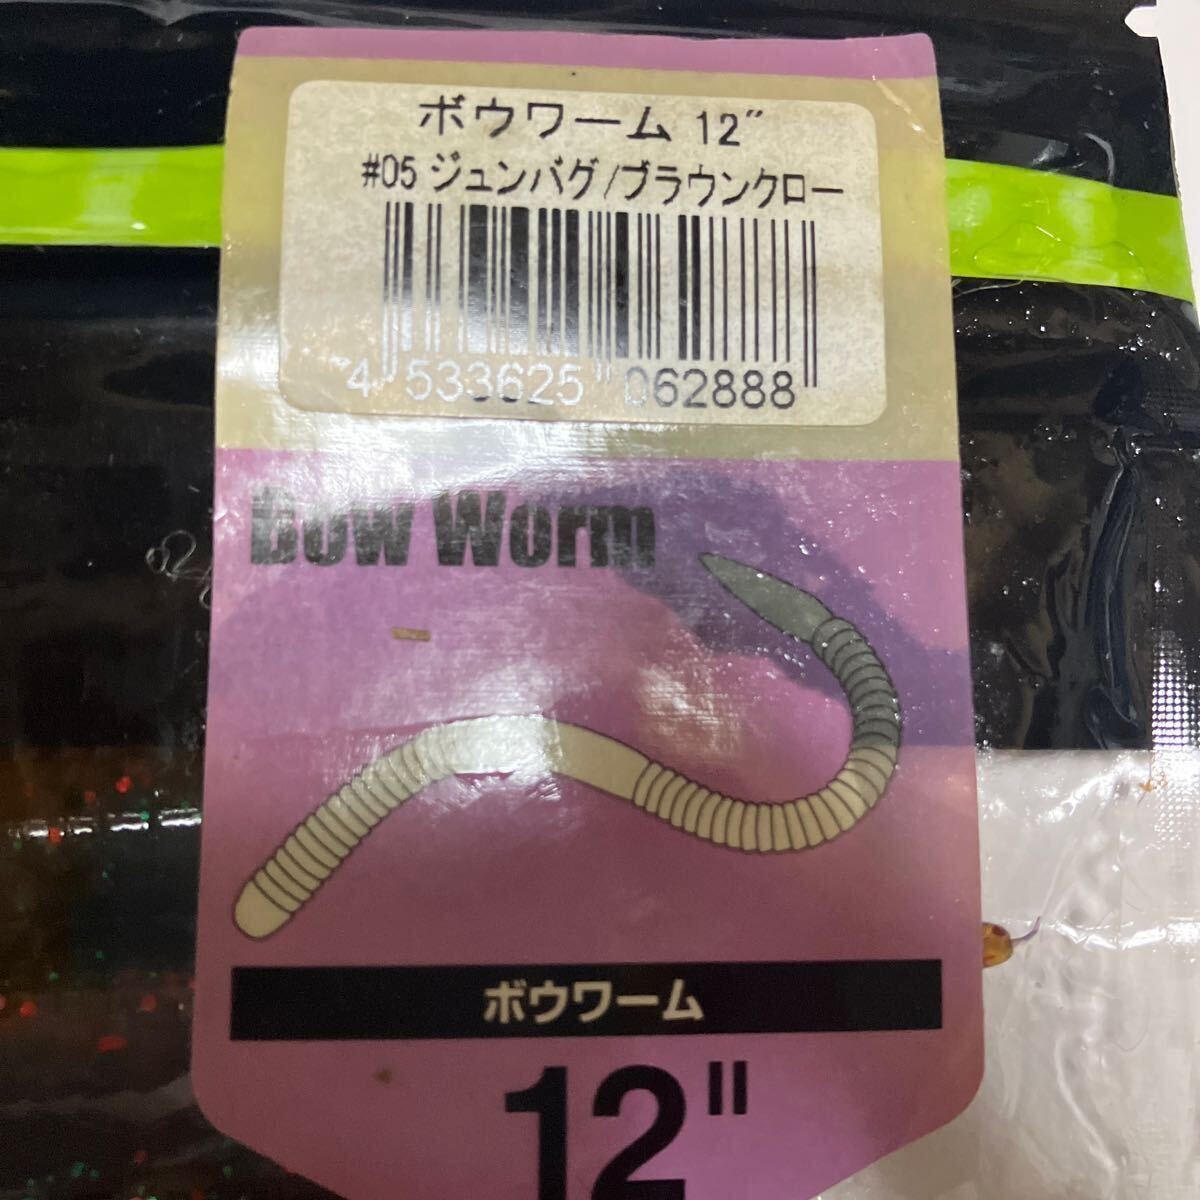 ボウワーム 12"
#05 ジュンバグ/ブラウンクロー
4 533625 062888
Bow Worm
ボウワーム
12"